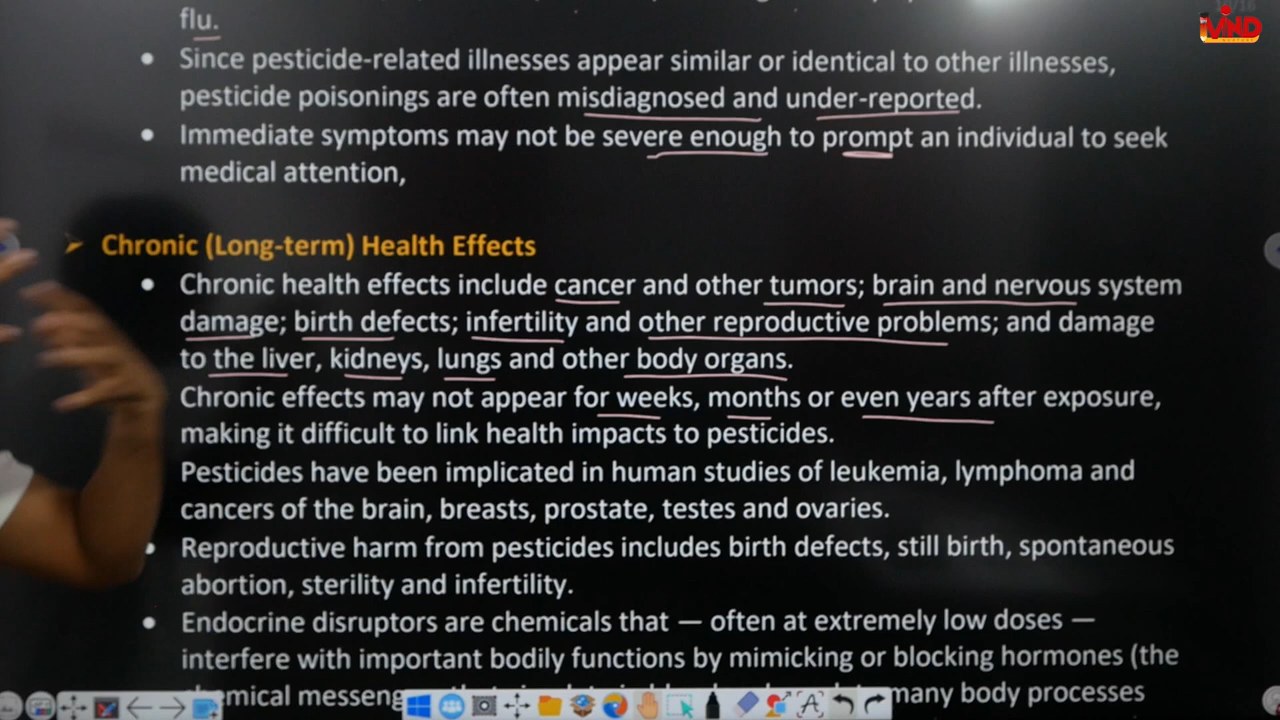 flu.
Since pesticide-related illnesses appear similar or identical to other illnesses,
pesticide poisonings are often misdiagnosed and under-reported.
Immediate symptoms may not be severe enough to prompt an individual to seek
medical attention,
Chronic (Long-term) Health Effects
Chronic health effects include cancer and other tumors; brain and nervous system
damage; birth defects; infertility and other reproductive problems; and damage
to the liver, kidneys, lungs and other body organs.
Chronic effects may not appear for weeks, months or even years after exposure,
making it difficult to link health impacts to pesticides.
Pesticides have been implicated in human studies of leukemia, lymphoma and
cancers of the brain, breasts, prostate, testes and ovaries.
Reproductive harm from pesticides includes birth defects, still birth, spontaneous
abortion, sterility and infertility.
Endocrine disruptors are chemicals that — often at extremely low doses —
interfere with important bodily functions by mimicking or blocking hormones (the
many body processes